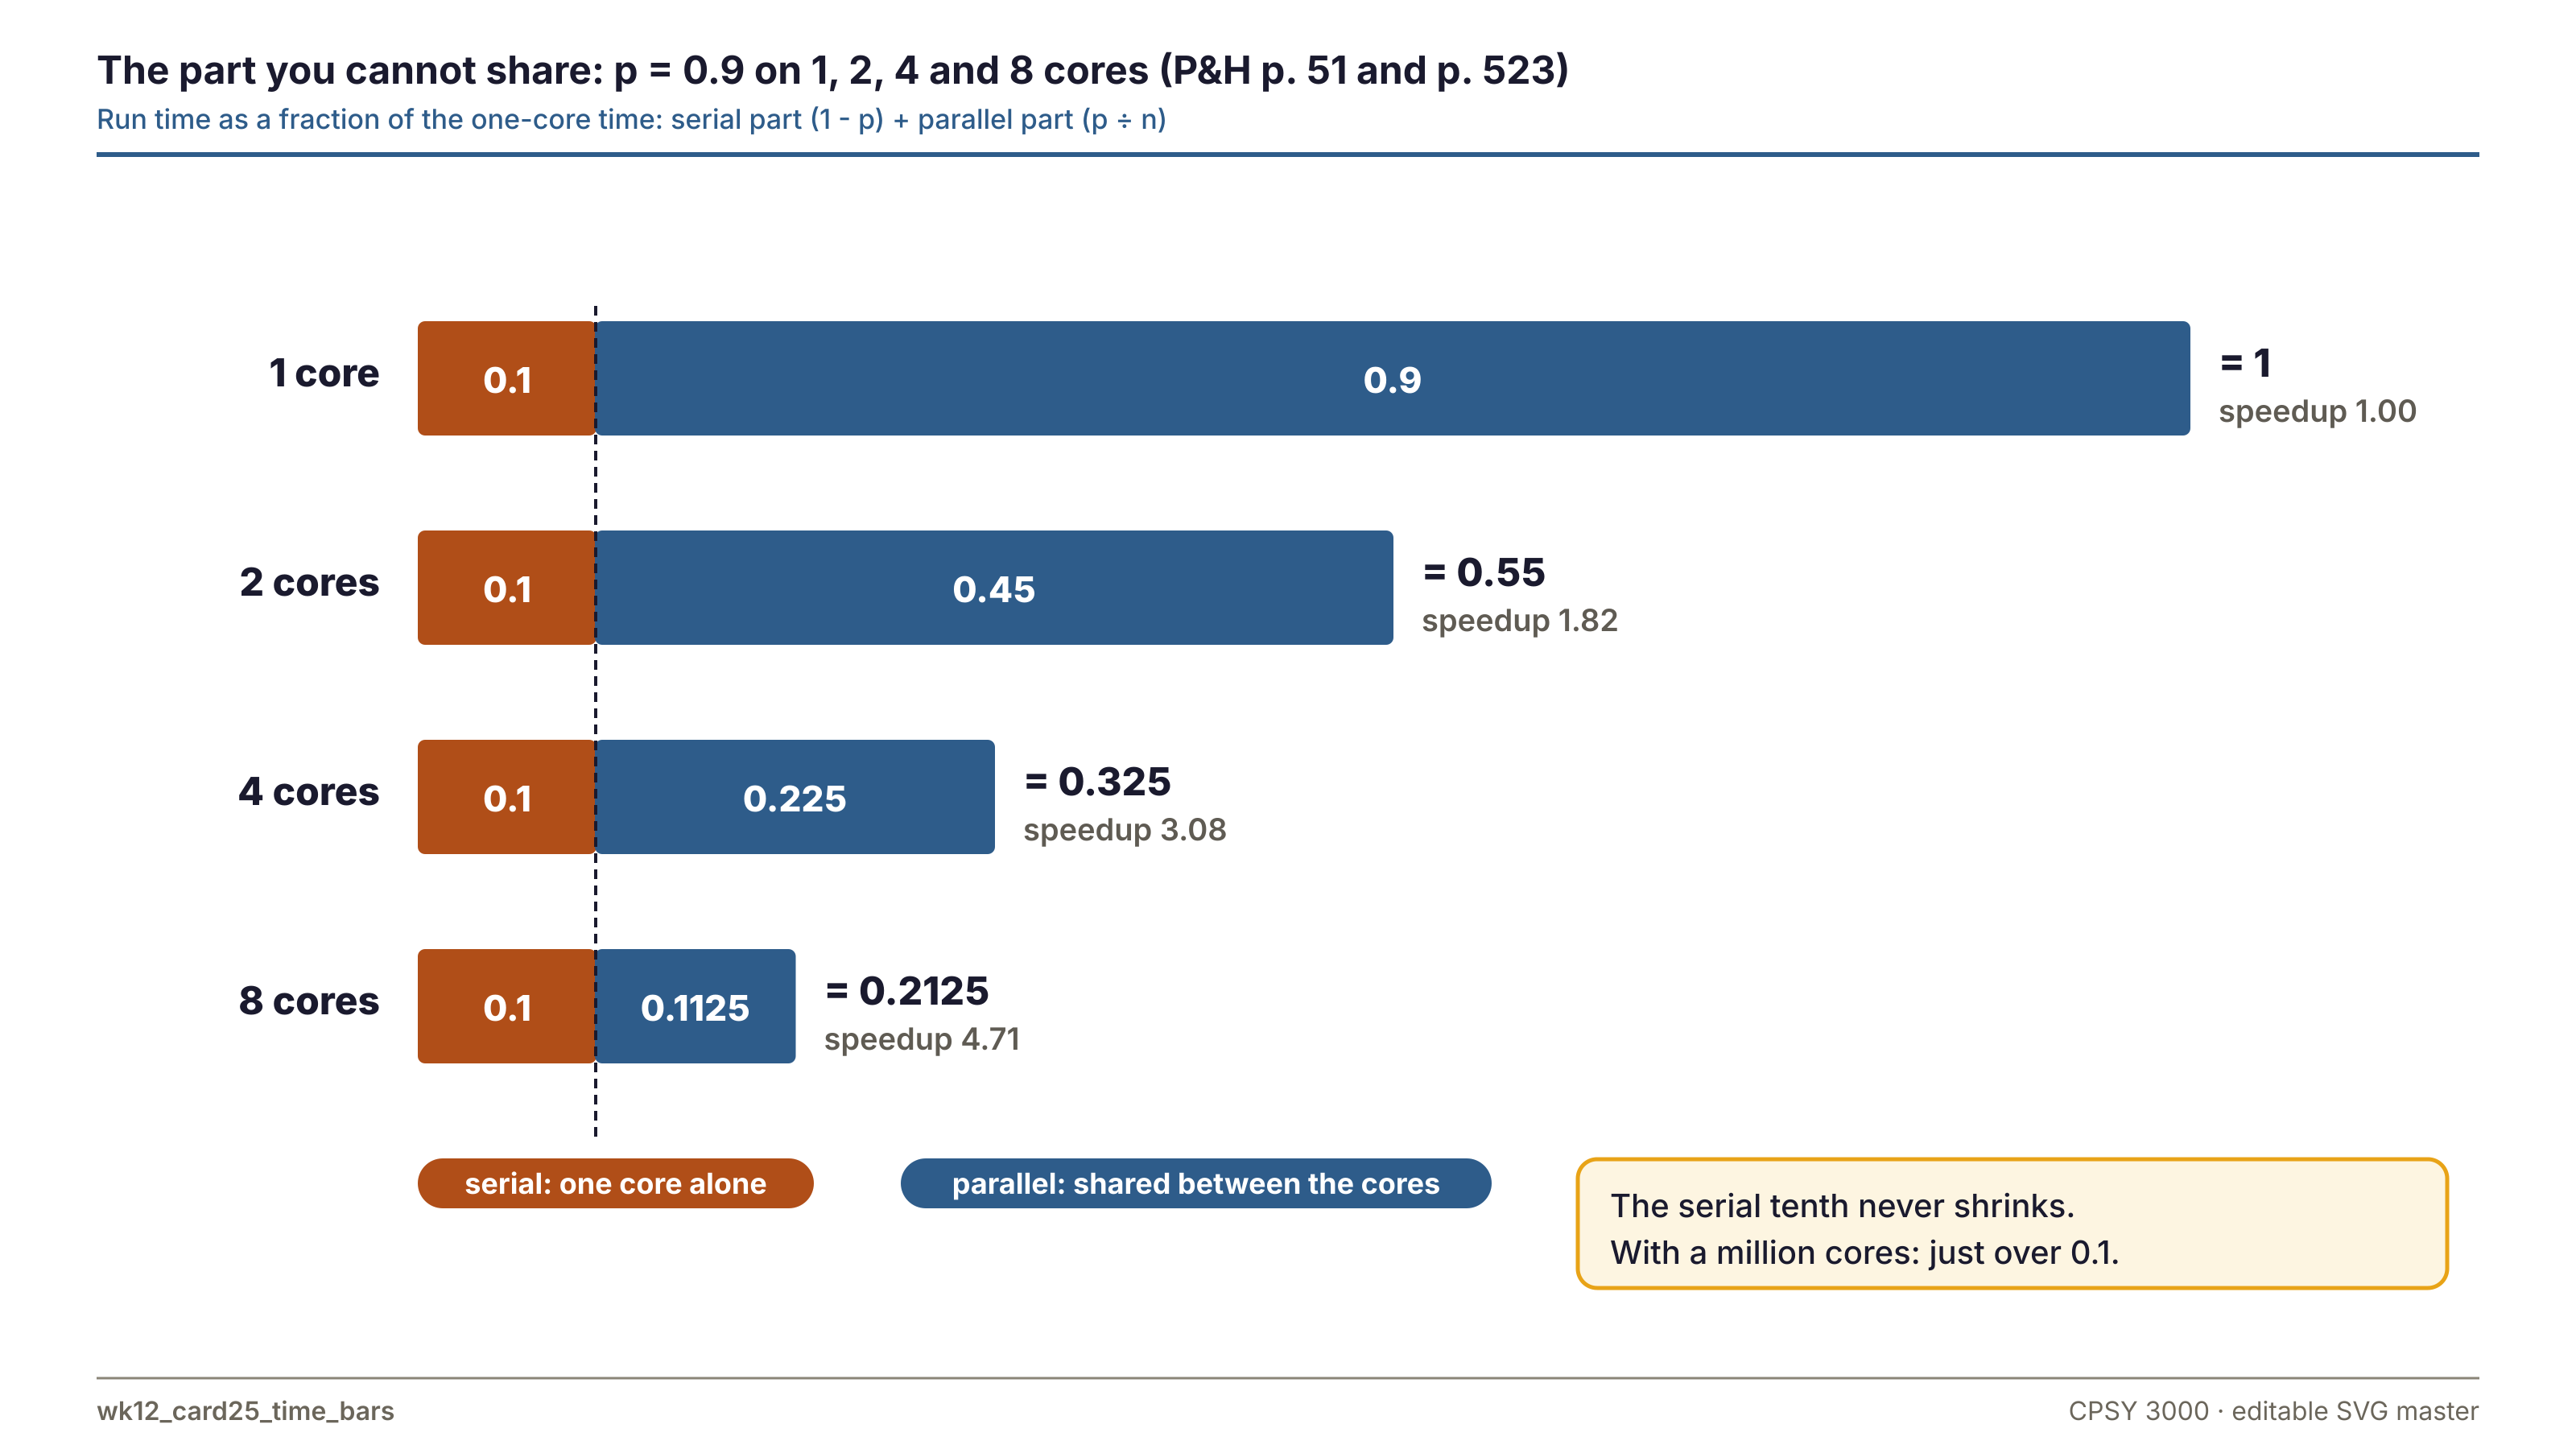 The part you cannot share: p = 0.9 on 1, 2, 4 and 8 cores (P&H p. 51 and p. 523)
Run time as a fraction of the one-core time: serial part (1 - p) + parallel part (p ÷ n)
1 core
0.1
0.9
= 1
speedup 1.00
2 cores
0.1
0.45
= 0.55
speedup 1.82
4 cores
0.1
0.225
= 0.325
speedup 3.08
8 cores
0.1
0.1125
= 0.2125
speedup 4.71
serial: one core alone
parallel: shared between the cores
The serial tenth never shrinks.
With a million cores: just over 0.1.
wk12_card25_time_bars
CPSY 3000 · editable SVG master